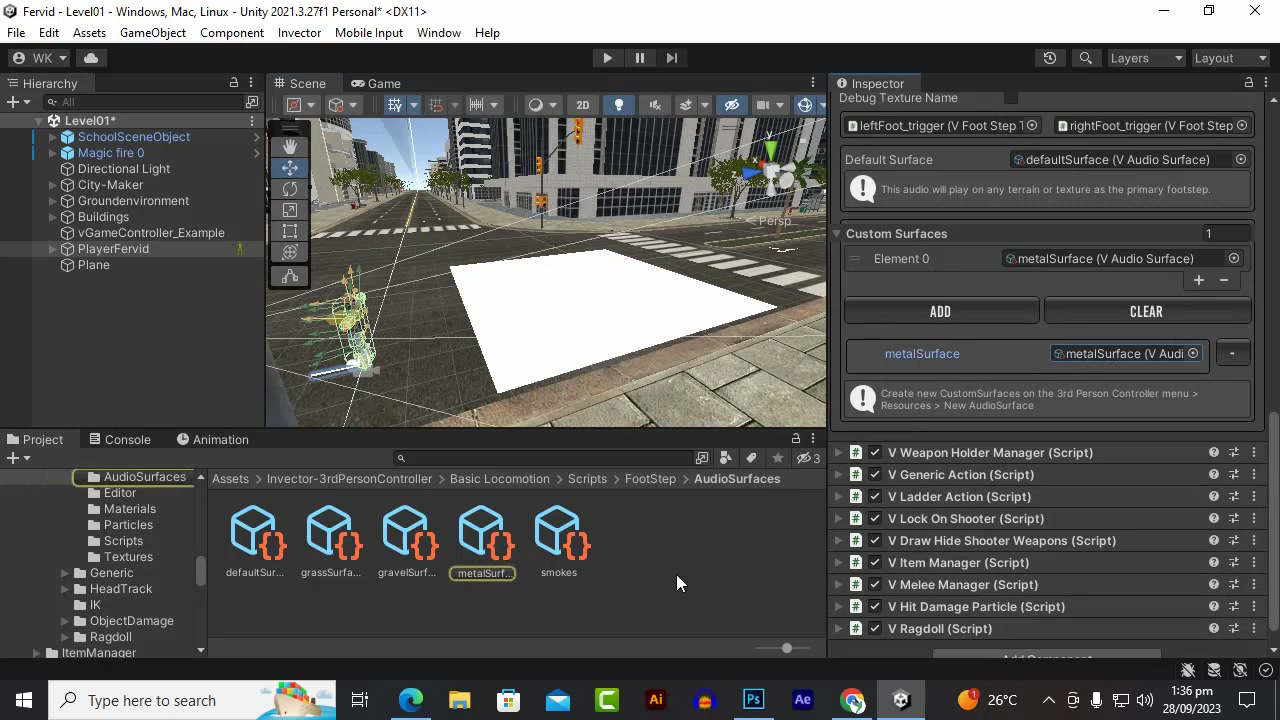 Fervid - Level01 - Windows, Mac, Linux - Unity 2021.3.27f1 Personal* <DX11>
File Edit Assets GameObject Component Invector Mobile Input Window Help
WK Layers Layout
Hierarchy
All
Level01*
SchoolSceneObject
Magic fire 0
Directional Light
City-Maker
Groundenvironment
Buildings
vGameController_Example
PlayerFervid
Plane
Scene Game
2D
y
Persp
Inspector
Debug Texture Name
leftFoot_trigger (V Foot Step T rightFoot_trigger (V Foot Step
Default Surface defaultSurface (V Audio Surface)
This audio will play on any terrain or texture as the primary footstep.
Custom Surfaces 1
Element 0 metalSurface (V Audio Surface)
+ -
ADD CLEAR
metalSurface metalSurface (V Audi -
Create new CustomSurfaces on the 3rd Person Controller menu >
Resources > New AudioSurface
# V Weapon Holder Manager (Script)
# V Generic Action (Script)
# V Ladder Action (Script)
# V Lock On Shooter (Script)
# V Draw Hide Shooter Weapons (Script)
# V Item Manager (Script)
# V Melee Manager (Script)
# V Hit Damage Particle (Script)
# V Ragdoll (Script)
Project Console Animation
3
AudioSurfaces
Editor
Materials
Particles
Scripts
Textures
Generic
HeadTrack
IK
ObjectDamage
Ragdoll
ItemManager
Assets > Invector-3rdPersonController > Basic Locomotion > Scripts > FootStep > AudioSurfaces
defaultSur... grassSurfa... gravelSurf... metalSurf... smokes
Type here to search
Ai Ps Ae
1 26°C
pm
28/09/2023